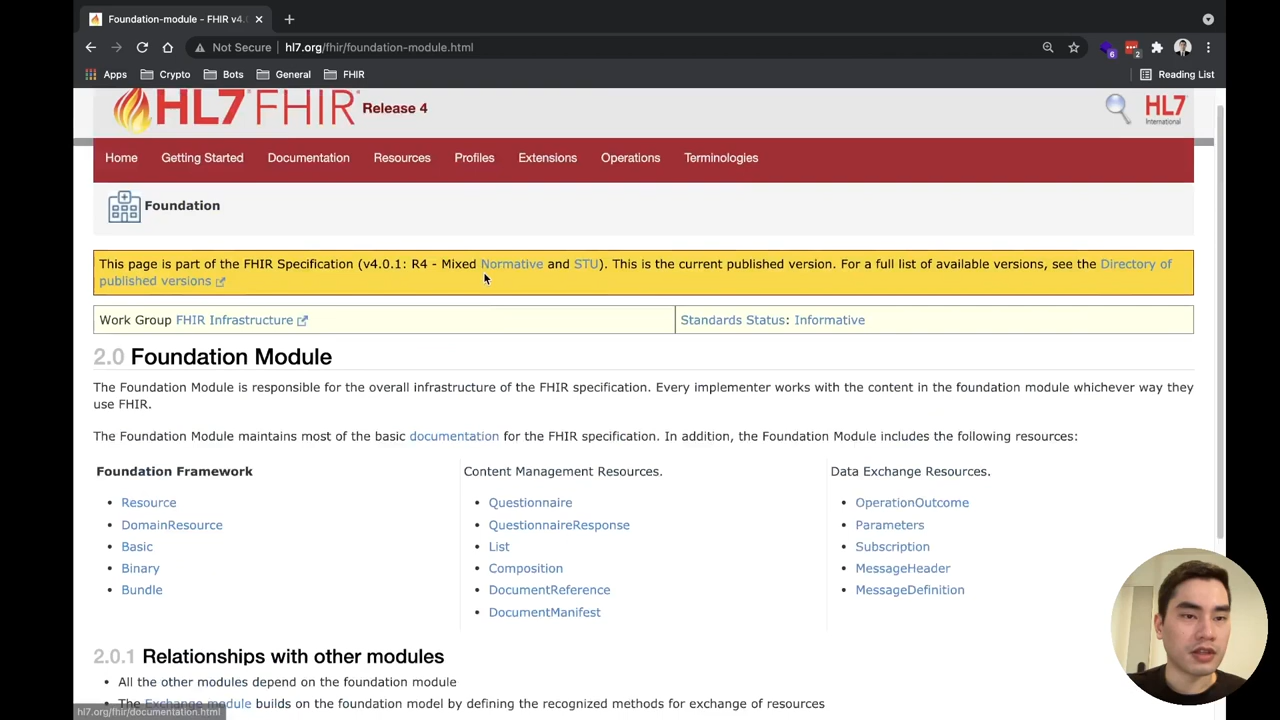 Foundation-module - FHIR v4.
Not Secure
hl7.org/fhir/foundation-module.html
6
2
Apps
Crypto
Bots
General
FHIR
Reading List
HL7 FHIR Release 4
HL7
International
Home
Getting Started
Documentation
Resources
Profiles
Extensions
Operations
Terminologies
Foundation
This page is part of the FHIR Specification (v4.0.1: R4 - Mixed Normative and STU). This is the current published version. For a full list of available versions, see the Directory of
published versions
Work Group FHIR Infrastructure
Standards Status: Informative
2.0 Foundation Module
The Foundation Module is responsible for the overall infrastructure of the FHIR specification. Every implementer works with the content in the foundation module whichever way they
use FHIR.
The Foundation Module maintains most of the basic documentation for the FHIR specification. In addition, the Foundation Module includes the following resources:
Foundation Framework
• Resource
• DomainResource
• Basic
• Binary
• Bundle
Content Management Resources.
• Questionnaire
• QuestionnaireResponse
• List
• Composition
• DocumentReference
• DocumentManifest
Data Exchange Resources.
• OperationOutcome
• Parameters
• Subscription
• MessageHeader
• MessageDefinition
2.0.1 Relationships with other modules
• All the other modules depend on the foundation module
• The Exchange module builds on the foundation model by defining the recognized methods for exchange of resources
hl7.org/fhir/documentation.html